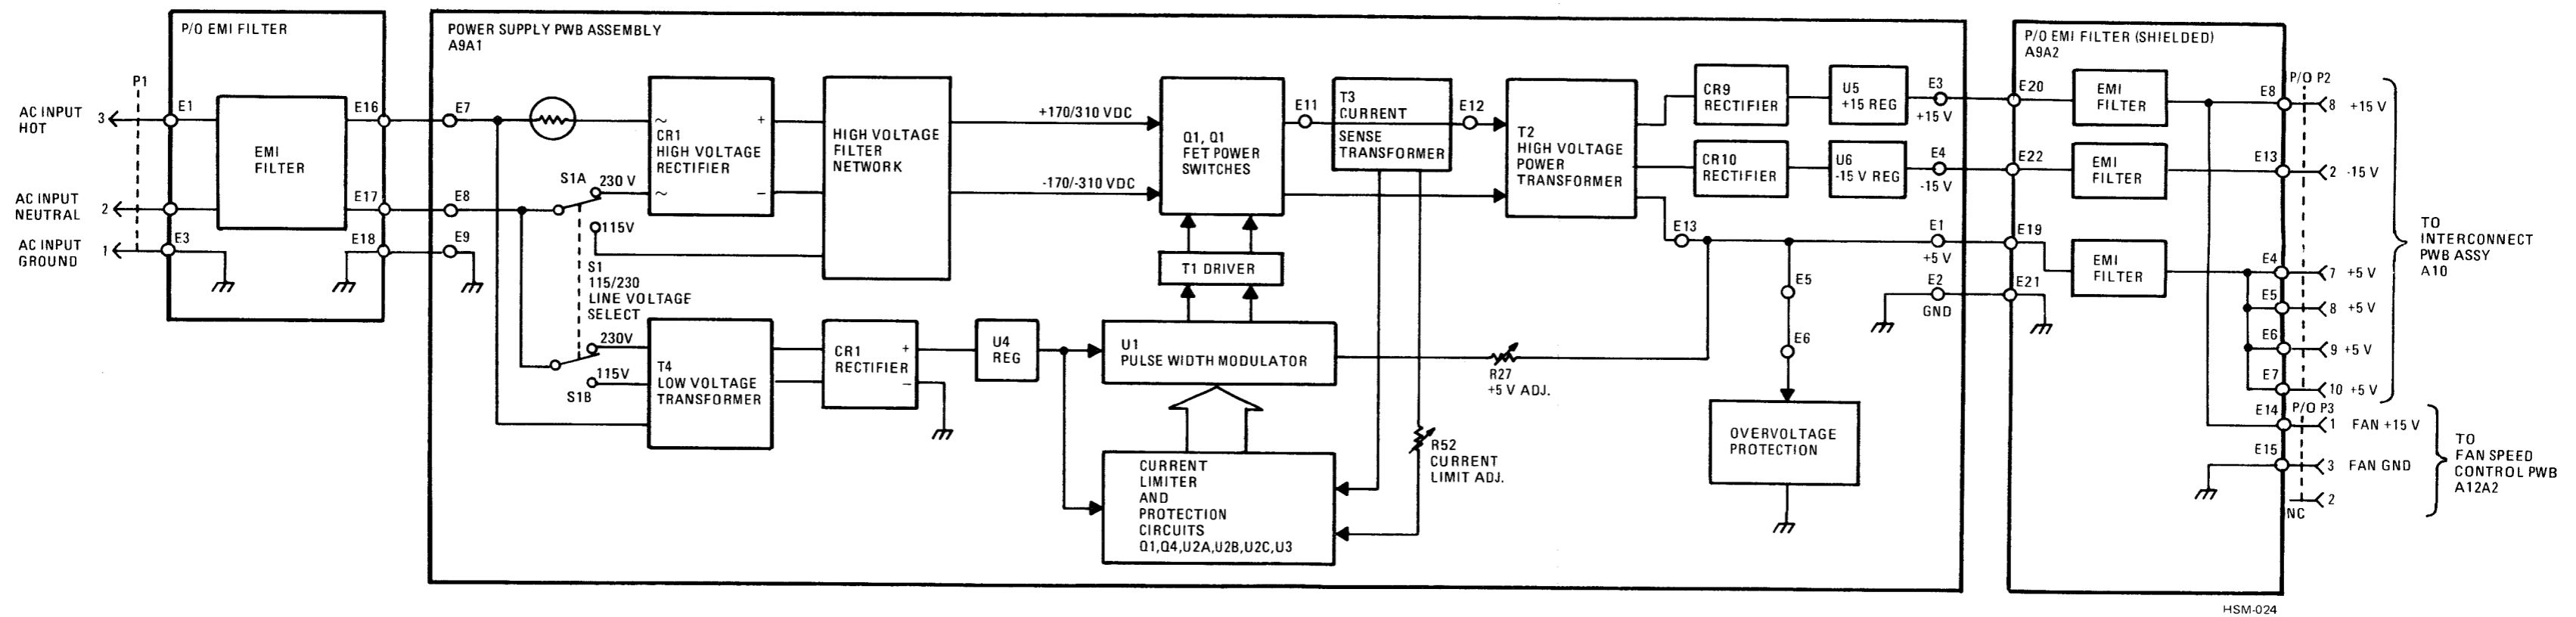 P/O EMI FILTER
P1
AC INPUT
HOT
3
E1
E16
EMI
FILTER
AC INPUT
NEUTRAL
2
E17
AC INPUT
GROUND
1
E3
E18
POWER SUPPLY PWB ASSEMBLY
A9A1
E7
E8
E9
S1A
230 V
115V
S1
115/230
LINE VOLTAGE
SELECT
230V
115V
S1B
~
+
CR1
HIGH VOLTAGE
RECTIFIER
~
−
HIGH VOLTAGE
FILTER
NETWORK
+170/310 VDC
-170/-310 VDC
Q1, Q1
FET POWER
SWITCHES
E11
T3
CURRENT
SENSE
TRANSFORMER
E12
T2
HIGH VOLTAGE
POWER
TRANSFORMER
CR9
RECTIFIER
U5
+15 REG
E3
+15 V
CR10
RECTIFIER
U6
-15 V REG
E4
-15 V
E13
E1
+5 V
E2
GND
E5
E6
OVERVOLTAGE
PROTECTION
T1 DRIVER
U1
PULSE WIDTH MODULATOR
R27
+5 V ADJ.
R52
CURRENT
LIMIT ADJ.
T4
LOW VOLTAGE
TRANSFORMER
CR1
RECTIFIER
+
−
U4
REG
CURRENT
LIMITER
AND
PROTECTION
CIRCUITS
Q1,Q4,U2A,U2B,U2C,U3
P/O EMI FILTER (SHIELDED)
A9A2
E20
EMI
FILTER
E8
P/O P2
8 +15 V
E22
EMI
FILTER
E13
2 -15 V
E19
EMI
FILTER
E21
E4
7 +5 V
E5
8 +5 V
E6
9 +5 V
E7
10 +5 V
TO
INTERCONNECT
PWB ASSY
A10
E14
P/O P3
1 FAN +15 V
E15
3 FAN GND
2
NC
TO
FAN SPEED
CONTROL PWB
A12A2
HSM-024